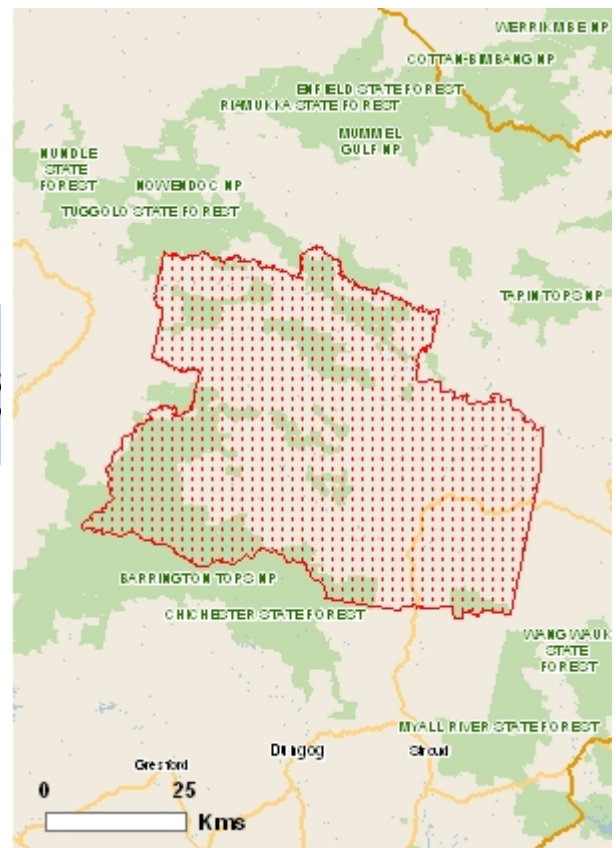 WERRIKIMBE NP
COTTAN-BIMBANG NP
ENFIELD STATE FOREST
RIAMUKKA STATE FOREST
MUMMEL
GULF NP
NUNDLE
STATE
FOREST
NOWENDOC NP
TUGGOLO STATE FOREST
TAPIN TOPS NP
BARRINGTON TOPS NP
CHICHESTER STATE FOREST
WANG WAUK
STATE
FOREST
MYALL RIVER STATE FOREST
Dungog
Stroud
Gresford
0 25
Kms